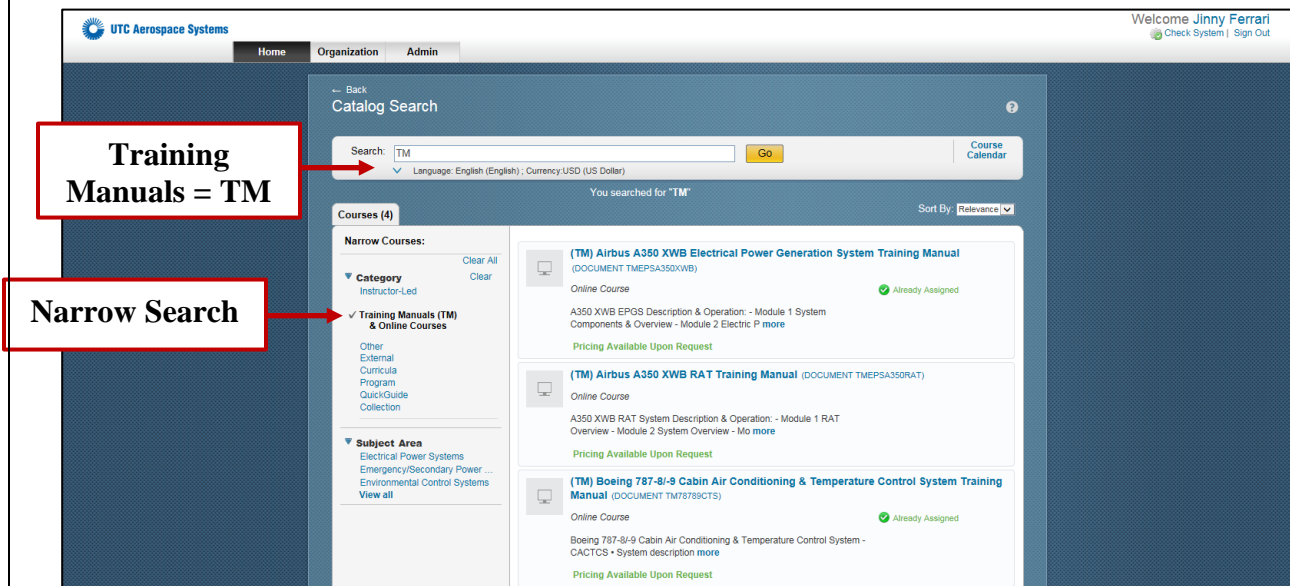 UTC Aerospace Systems
Welcome Jinny Ferrari
Check System | Sign Out
Home Organization Admin
← Back
Catalog Search
?
Training
Manuals = TM
Search: TM Go
Course
Calendar
Language: English (English) ; Currency:USD (US Dollar)
You searched for "TM"
Courses (4)
Sort By: Relevance
Narrow Search
Narrow Courses:
Clear All
Category Clear
Instructor-Led
✓ Training Manuals (TM)
& Online Courses
Other
External
Curricula
Program
QuickGuide
Collection
Subject Area
Electrical Power Systems
Emergency/Secondary Power ...
Environmental Control Systems
View all
(TM) Airbus A350 XWB Electrical Power Generation System Training Manual
(DOCUMENT TMEPSA350XWB)
Online Course
Already Assigned
A350 XWB EPGS Description & Operation: - Module 1 System
Components & Overview - Module 2 Electric P more
Pricing Available Upon Request
(TM) Airbus A350 XWB RAT Training Manual (DOCUMENT TMEPSA350RAT)
Online Course
A350 XWB RAT System Description & Operation: - Module 1 RAT
Overview - Module 2 System Overview - Mo more
Pricing Available Upon Request
(TM) Boeing 787-8/-9 Cabin Air Conditioning & Temperature Control System Training
Manual (DOCUMENT TM78789CTS)
Online Course
Already Assigned
Boeing 787-8/-9 Cabin Air Conditioning & Temperature Control System -
CACTCS • System description more
Pricing Available Upon Request